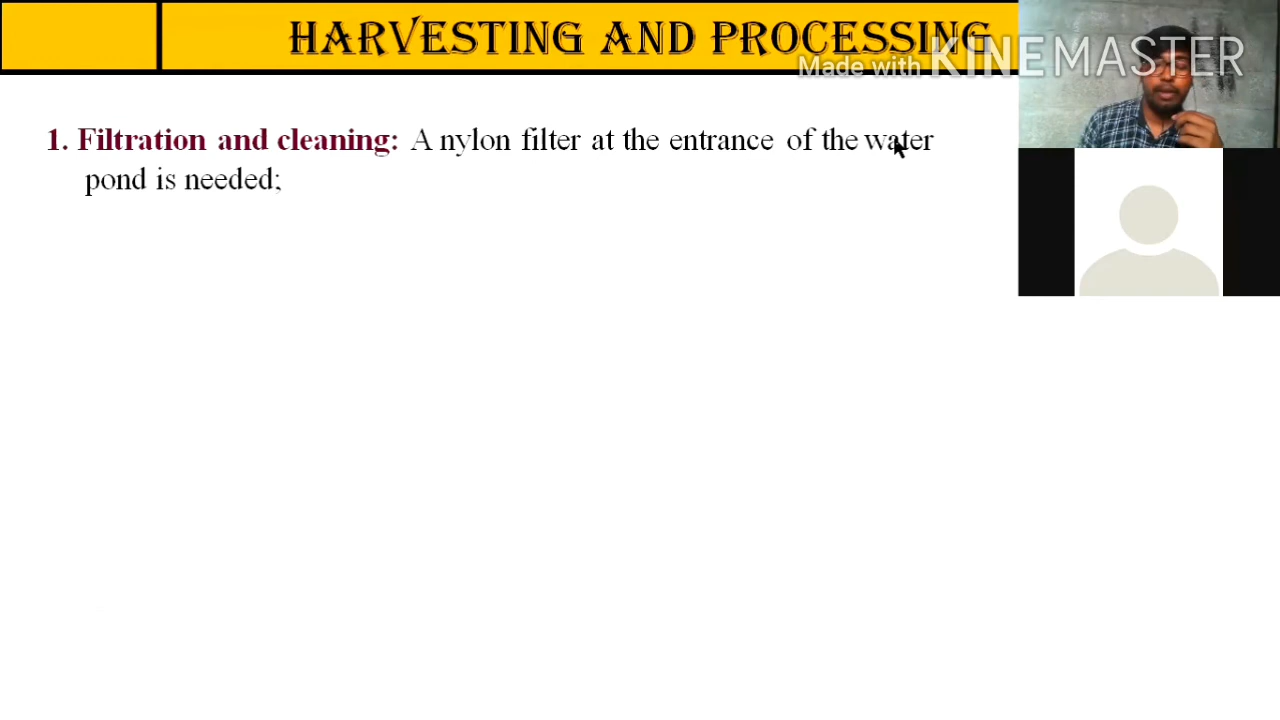 HARVESTING AND PROCESSING
Made with KINEMASTER
1. Filtration and cleaning: A nylon filter at the entrance of the water
pond is needed;